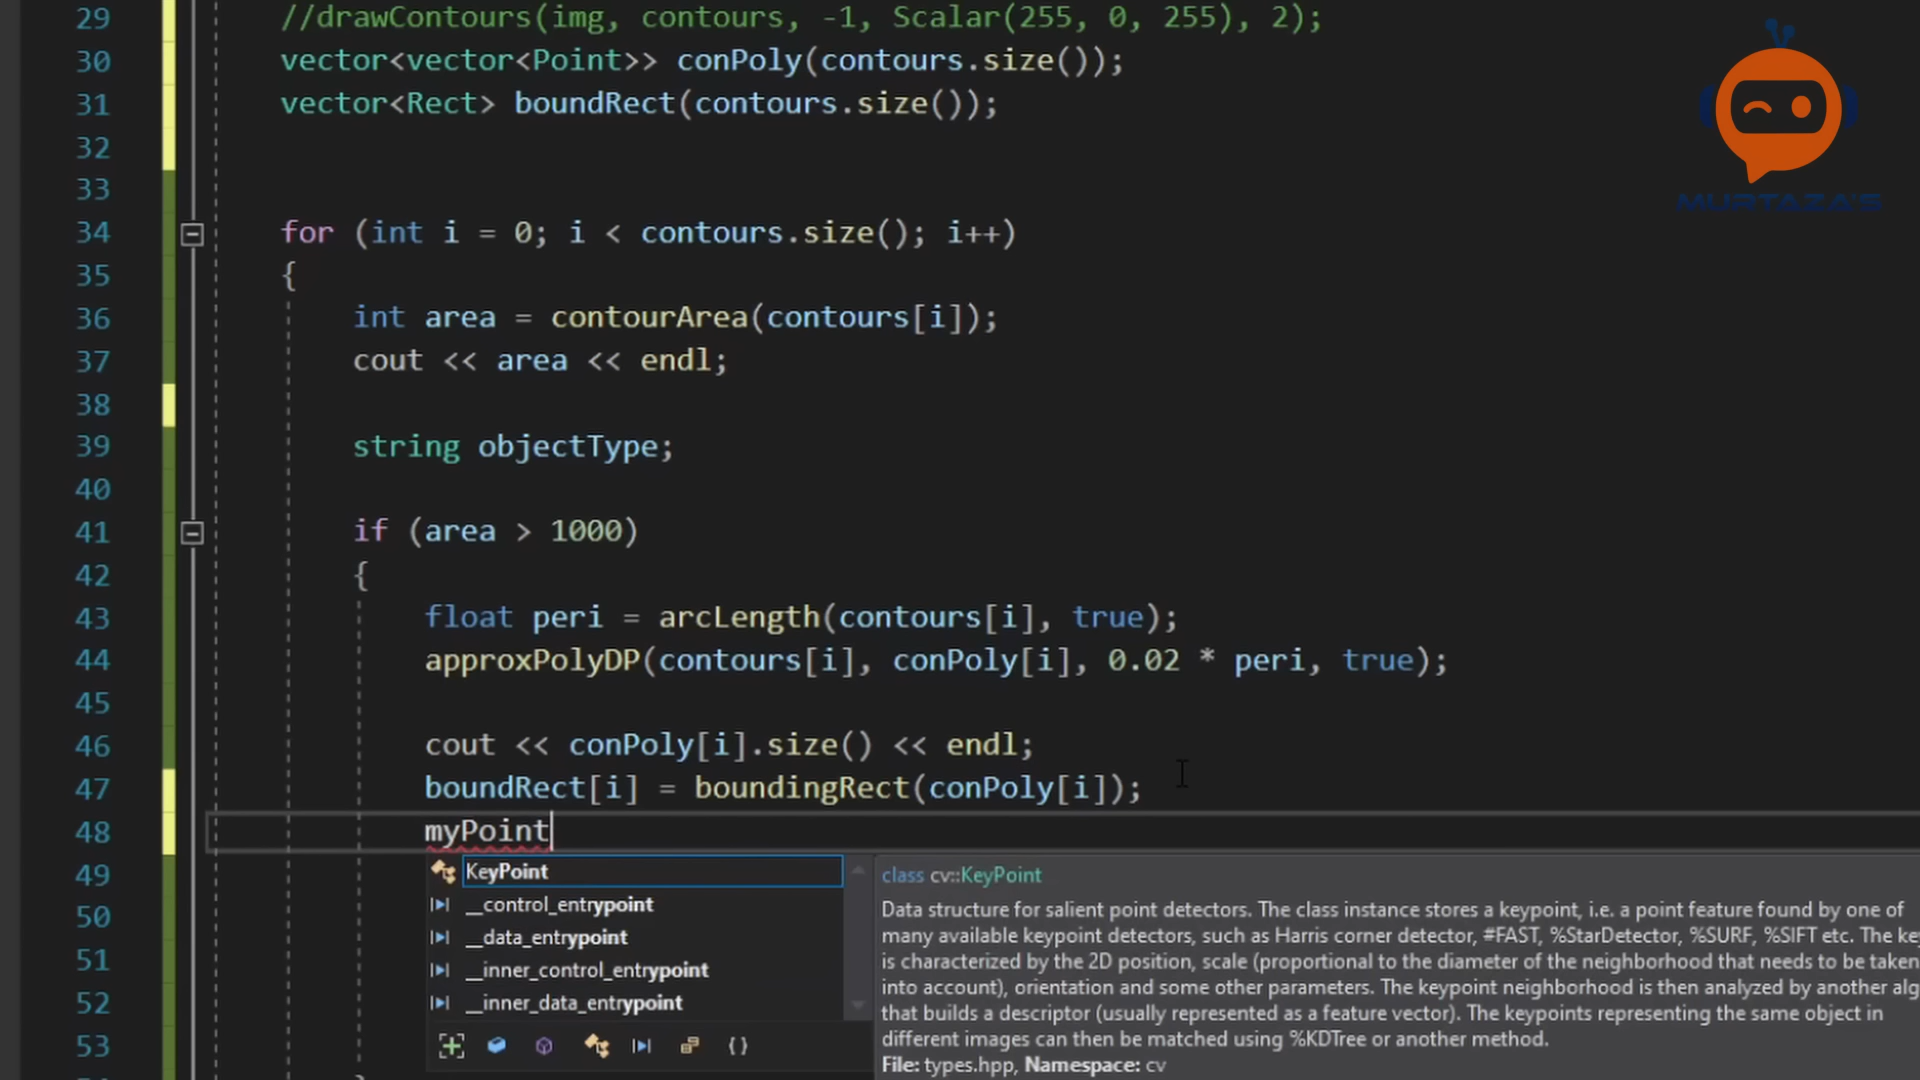 29 //drawContours(img, contours, -1, Scalar(255, 0, 255), 2);
30 vector<vector<Point>> conPoly(contours.size());
31 vector<Rect> boundRect(contours.size());
32
33
34 for (int i = 0; i < contours.size(); i++)
35 {
36 int area = contourArea(contours[i]);
37 cout << area << endl;
38
39 string objectType;
40
41 if (area > 1000)
42 {
43 float peri = arcLength(contours[i], true);
44 approxPolyDP(contours[i], conPoly[i], 0.02 * peri, true);
45
46 cout << conPoly[i].size() << endl;
47 boundRect[i] = boundingRect(conPoly[i]);
48 myPoint
49
50
51
52
53
KeyPoint
__control_entrypoint
__data_entrypoint
__inner_control_entrypoint
__inner_data_entrypoint
class cv::KeyPoint
Data structure for salient point detectors. The class instance stores a keypoint, i.e. a point feature found by one of
many available keypoint detectors, such as Harris corner detector, #FAST, %StarDetector, %SURF, %SIFT etc. The key
is characterized by the 2D position, scale (proportional to the diameter of the neighborhood that needs to be taken
into account), orientation and some other parameters. The keypoint neighborhood is then analyzed by another alg
that builds a descriptor (usually represented as a feature vector). The keypoints representing the same object in
different images can then be matched using %KDTree or another method.
File: types.hpp, Namespace: cv
MURTAZA'S